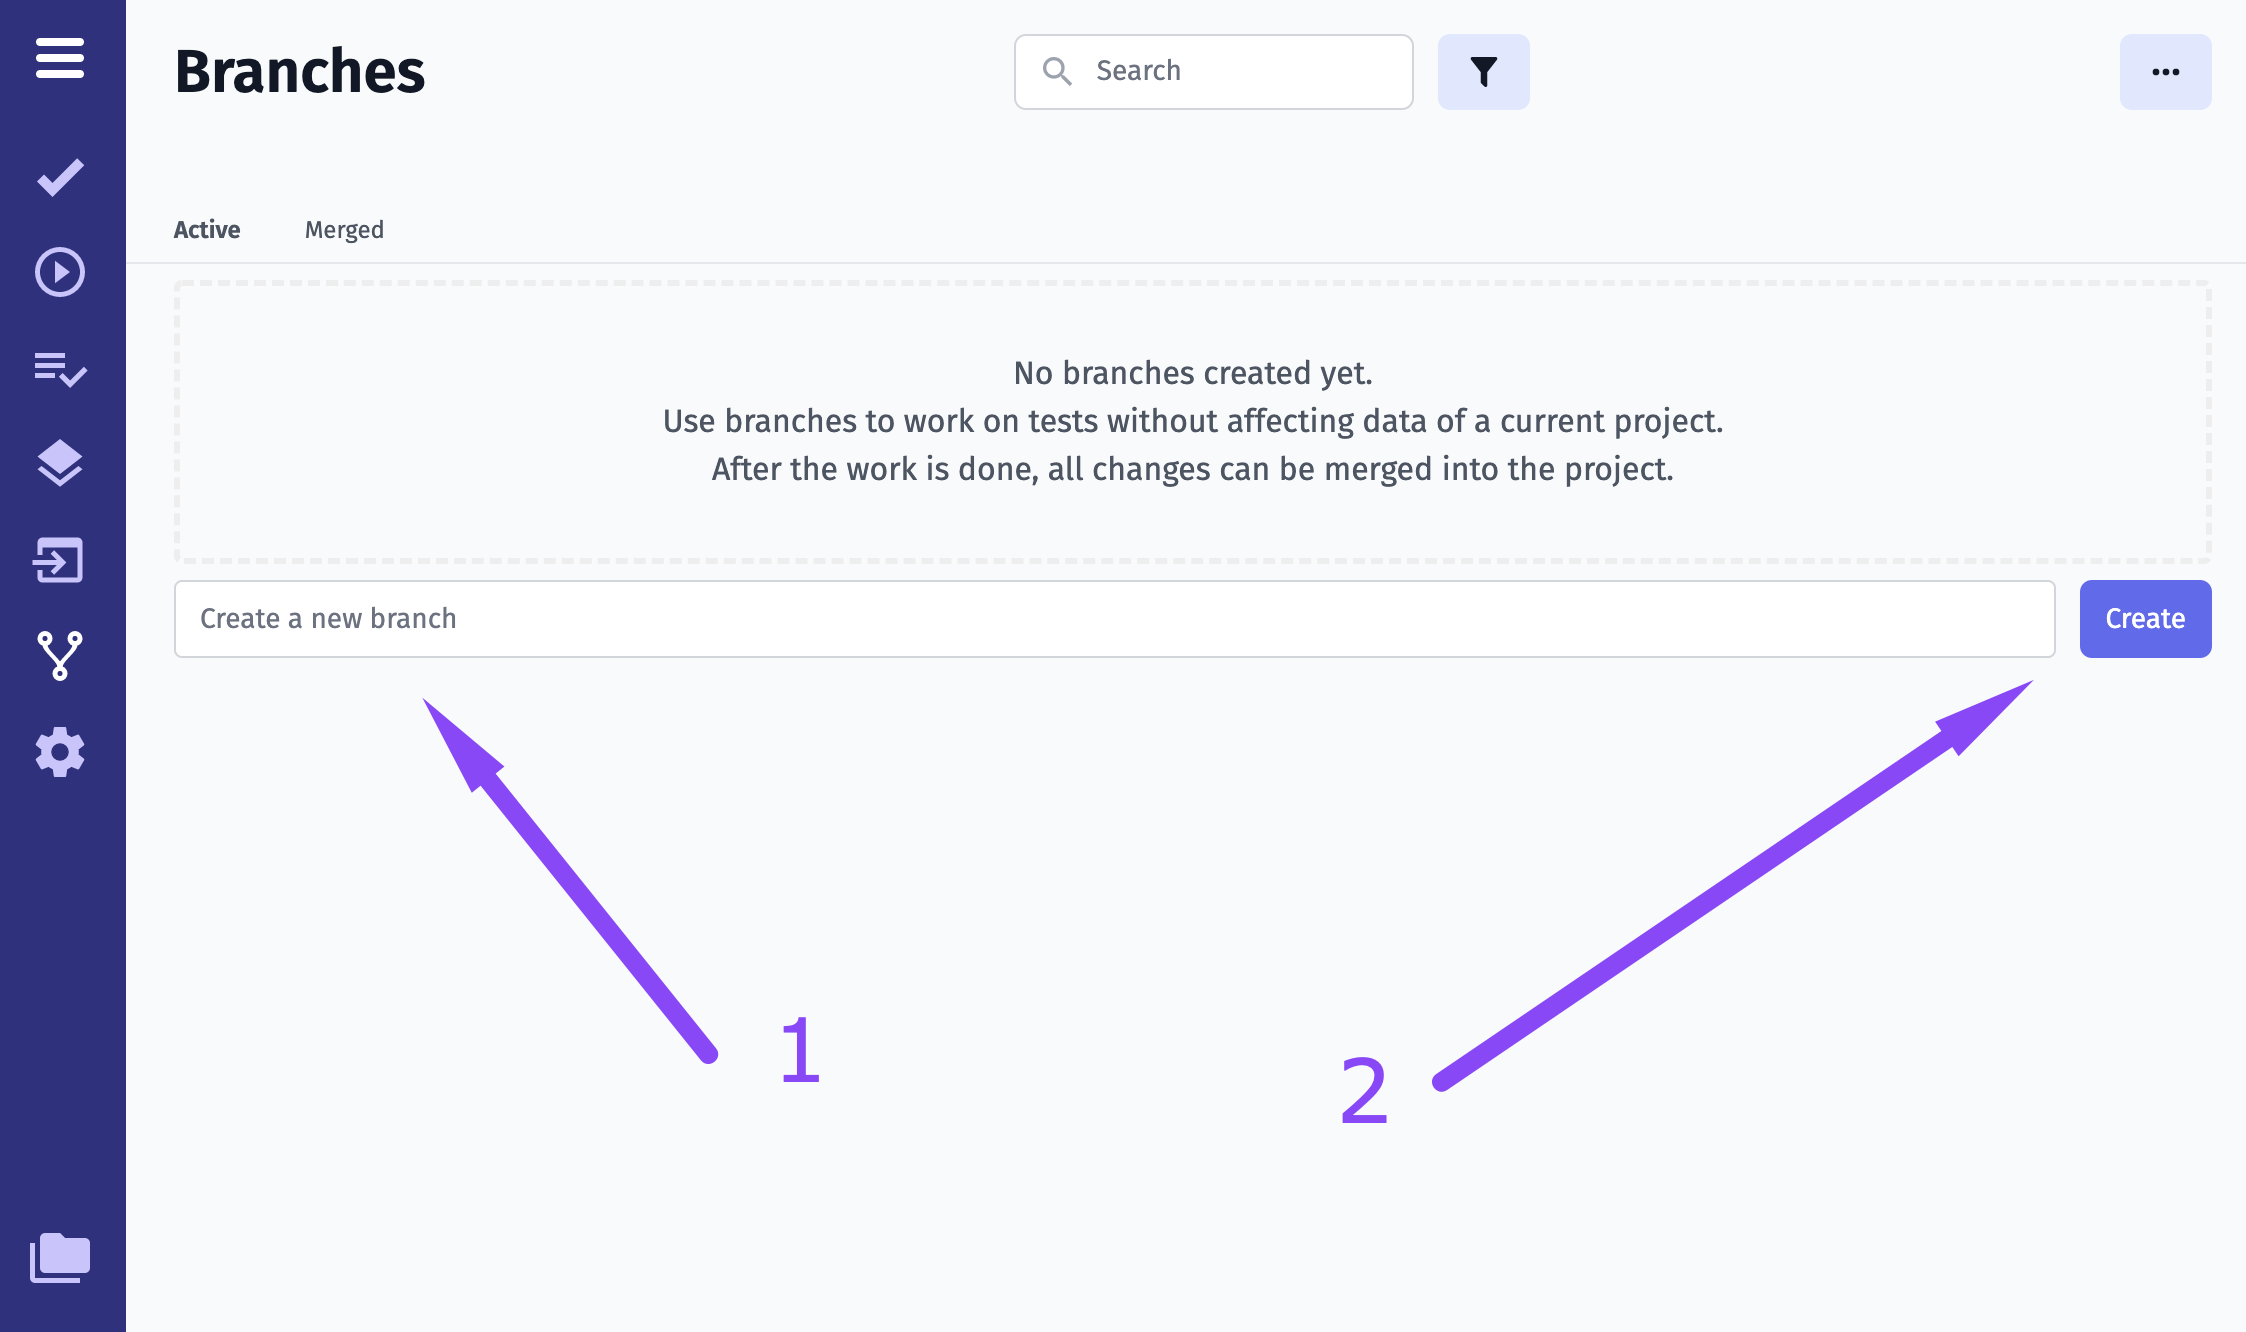 Branches
Search
Active
Merged
No branches created yet.
Use branches to work on tests without affecting data of a current project.
After the work is done, all changes can be merged into the project.
Create a new branch
Create
1
2